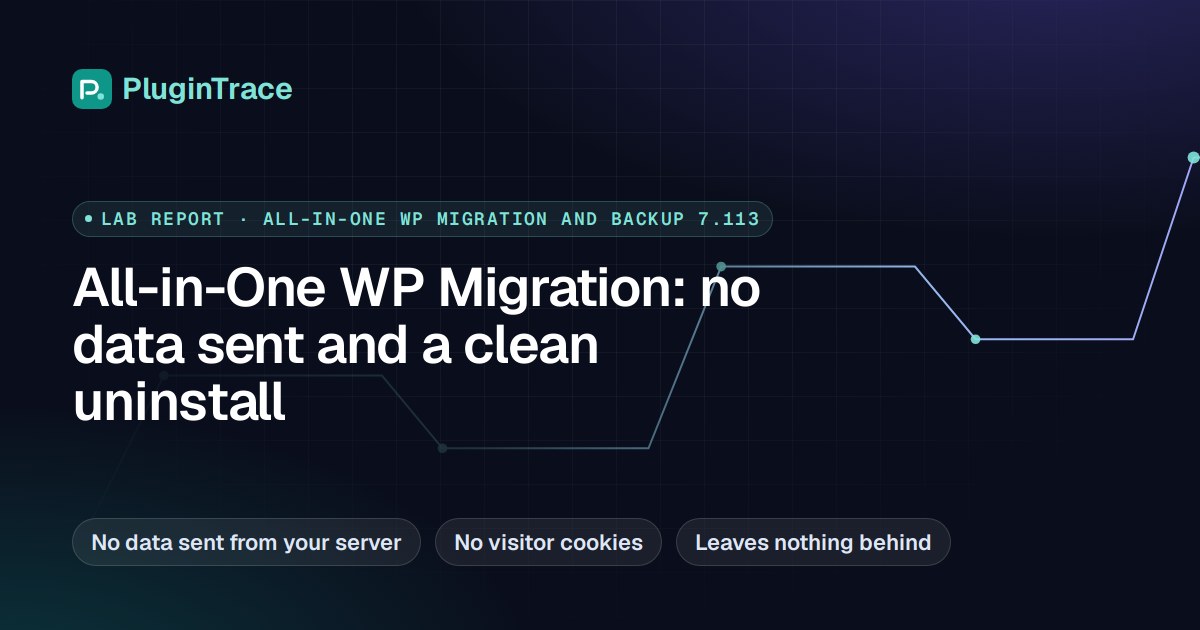 PluginTrace
LAB REPORT · ALL-IN-ONE WP MIGRATION AND BACKUP 7.113
All-in-One WP Migration: no
data sent and a clean
uninstall
No data sent from your server
No visitor cookies
Leaves nothing behind